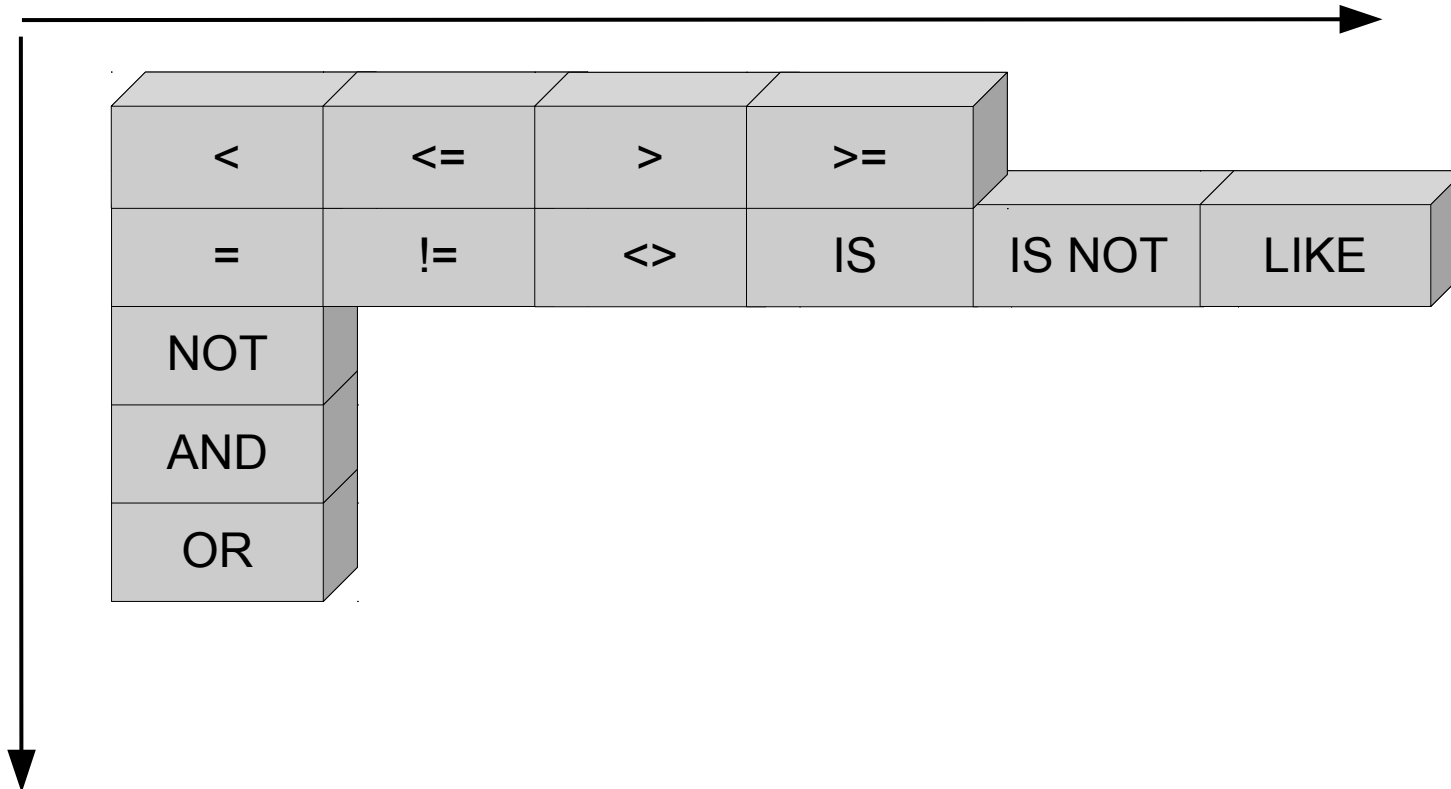 < <= > >=
= != <> IS IS NOT LIKE
NOT
AND
OR